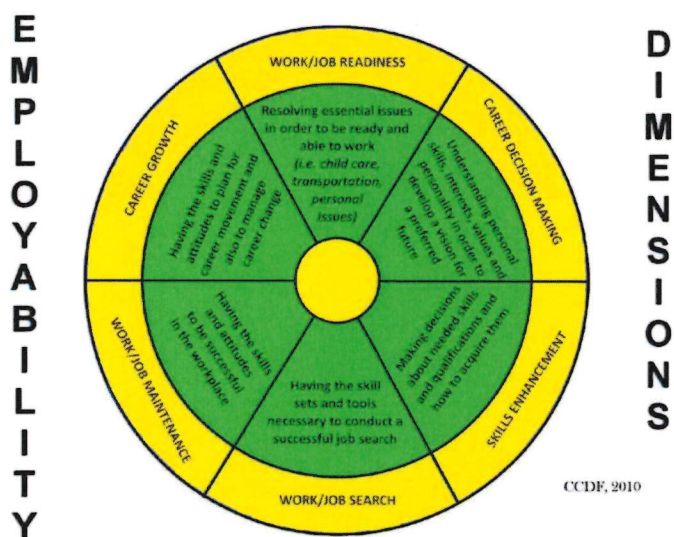 EMPLOYABILITY
DIMENSIONS
WORK/JOB READINESS
Resolving essential issues
in order to be ready and
able to work
(i.e. child care,
transportation,
personal
issues)
CAREER DECISION MAKING
Understanding personal
skills, interests, values and
personality in order to
develop a vision for
a preferred
future
SKILLS ENHANCEMENT
Making decisions
about needed skills
and qualifications and
how to acquire them
WORK/JOB SEARCH
Having the skill
sets and tools
necessary to conduct a
successful job search
WORK/JOB MAINTENANCE
Having the skills
and attitudes
to be successful
in the workplace
CAREER GROWTH
Having the skills and
attitudes to plan for
career movement and
also to manage
career change
CCDF, 2010